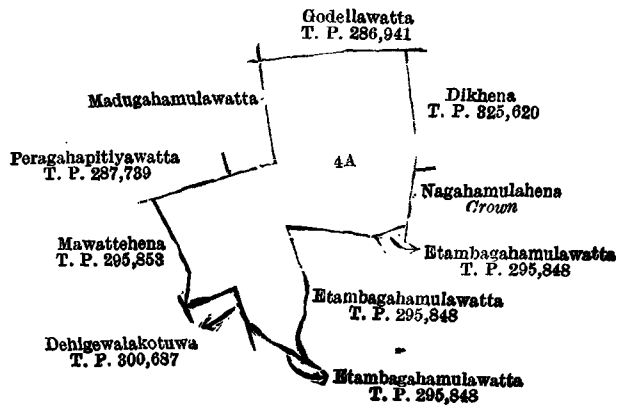 Godellawatta
T. P. 286,941
Madugahamulawatta
Dikhena
T. P. 325,620
Peragahapitiyawatta
T. P. 287,739
4A
Nagahamulahena
Crown
Mawattehena
T. P. 295,853
Etambagahamulawatta
T. P. 295,848
Etambagahamulawatta
T. P. 295,848
Dehigewalakotuwa
T. P. 300,687
Etambagahamulawatta
T. P. 295,848